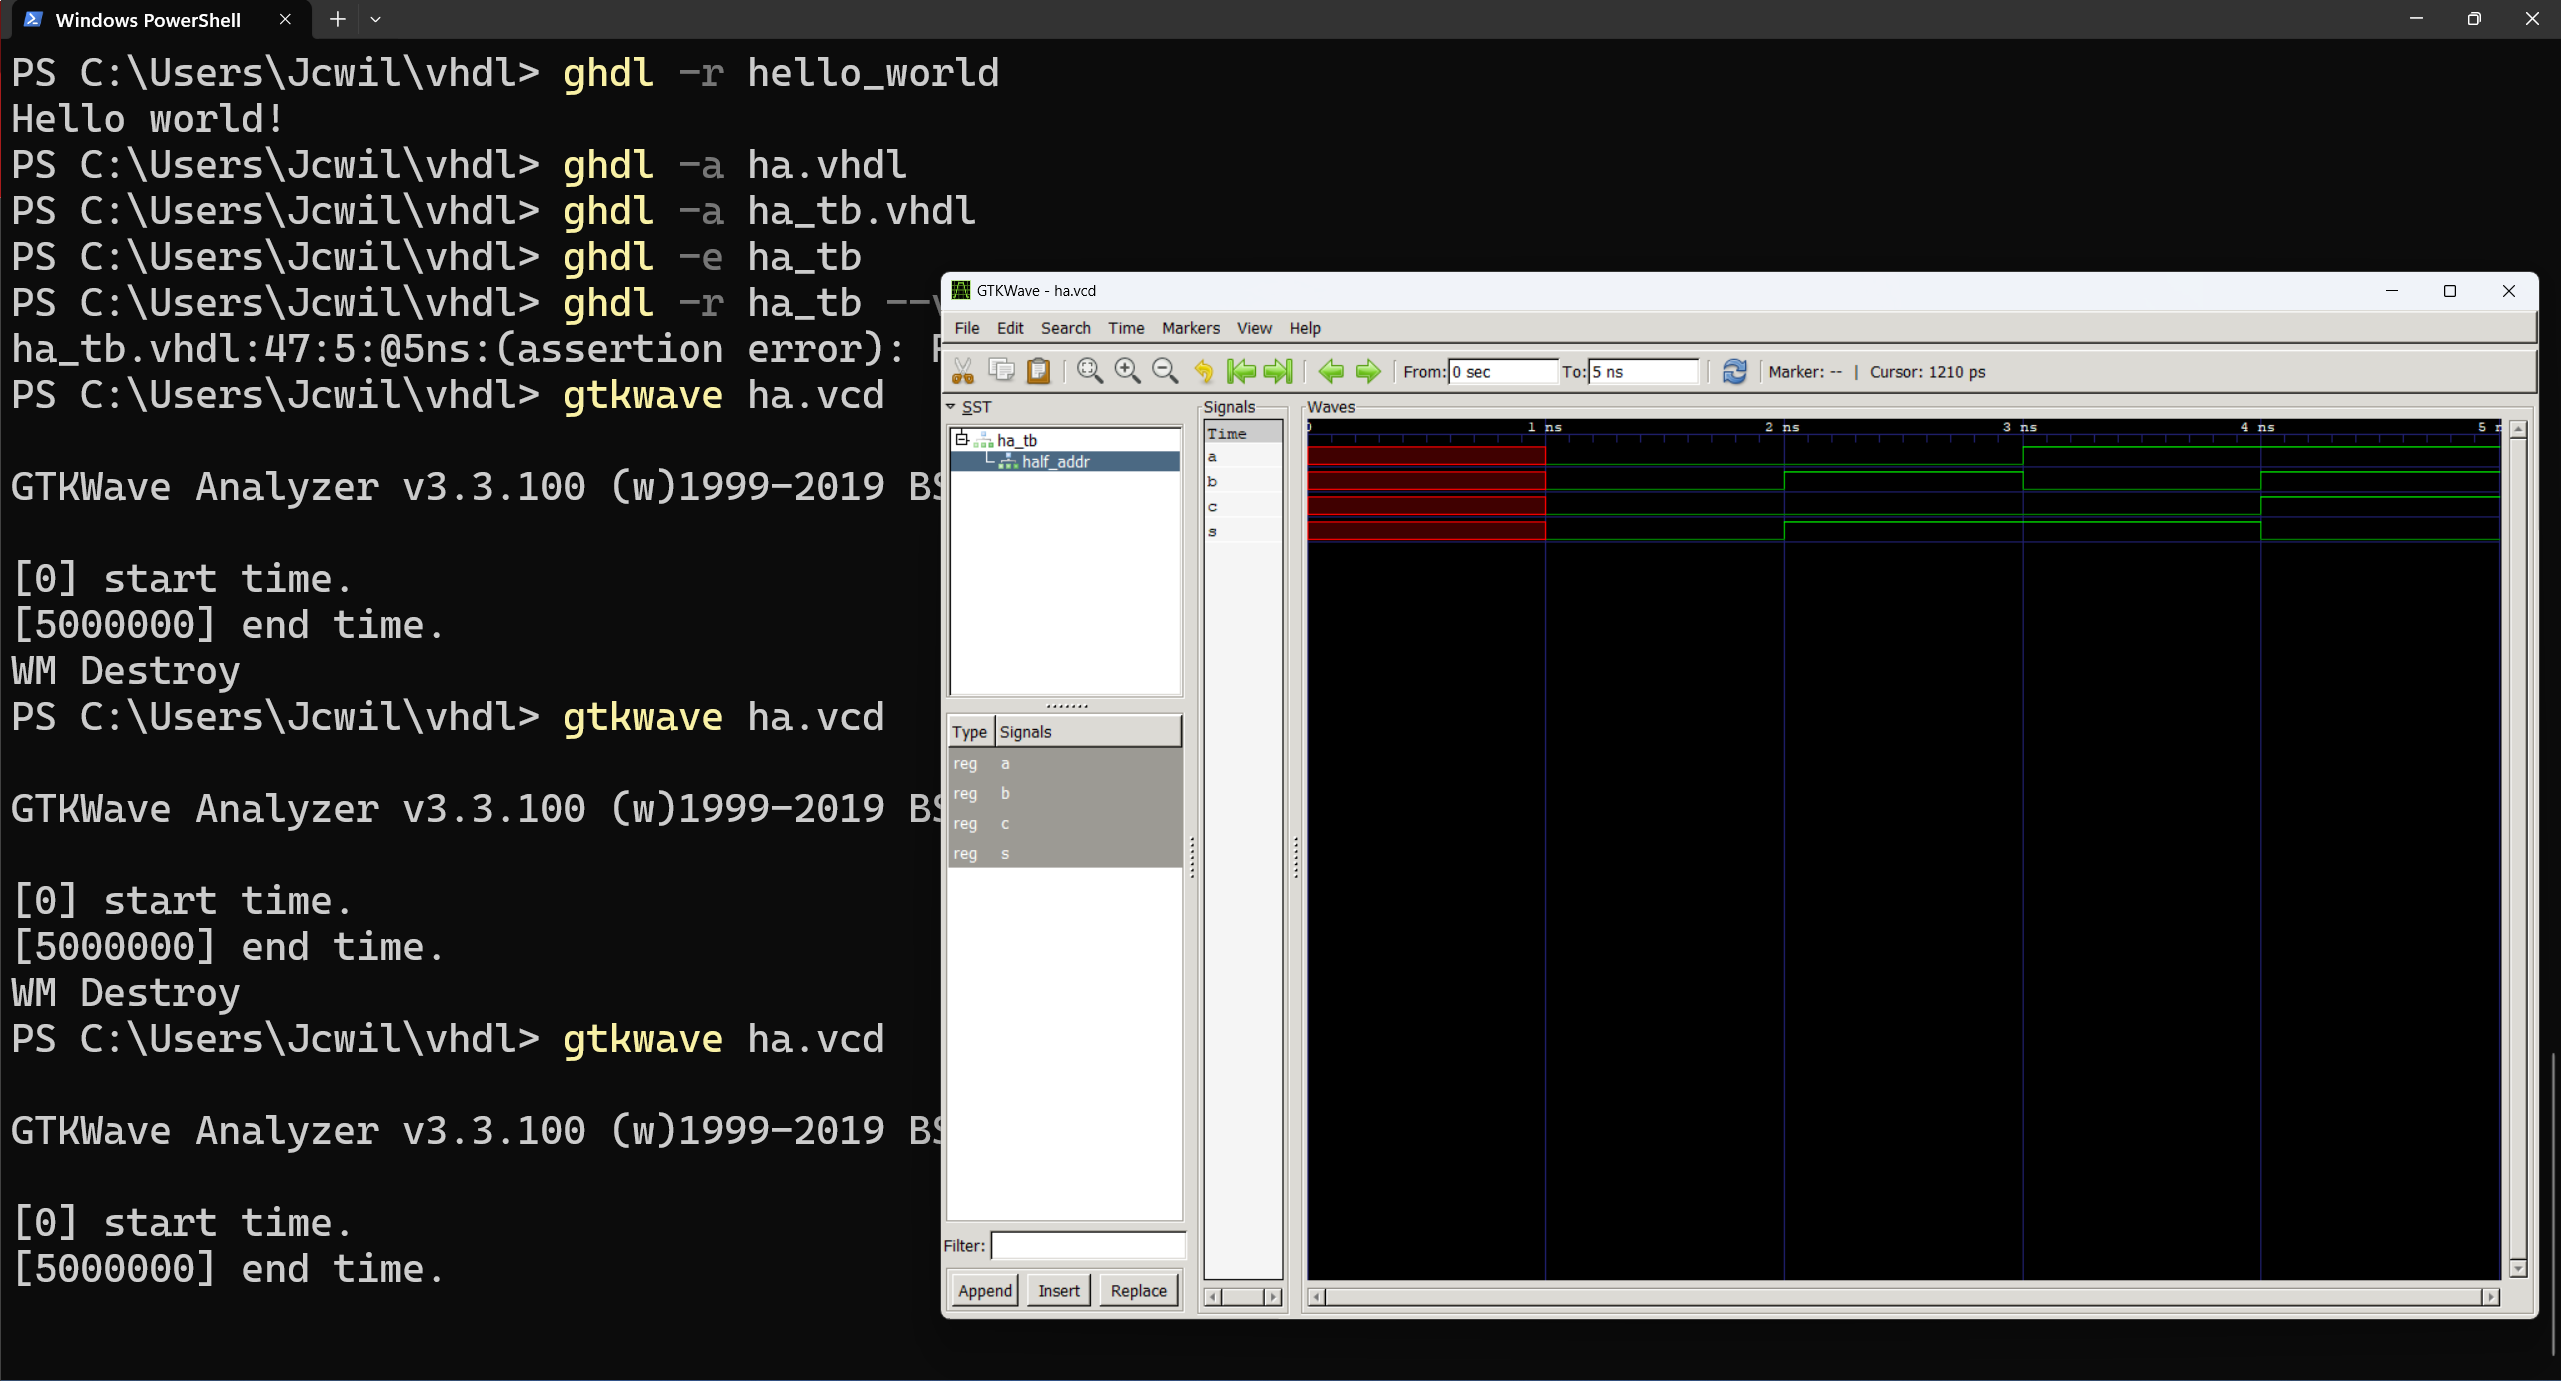 Windows PowerShell
PS C:\Users\Jcwil\vhdl> ghdl -r hello_world
Hello world!
PS C:\Users\Jcwil\vhdl> ghdl -a ha.vhdl
PS C:\Users\Jcwil\vhdl> ghdl -a ha_tb.vhdl
PS C:\Users\Jcwil\vhdl> ghdl -e ha_tb
PS C:\Users\Jcwil\vhdl> ghdl -r ha_tb
ha_tb.vhdl:47:5:@5ns:(assertion error):
PS C:\Users\Jcwil\vhdl> gtkwave ha.vcd
GTKWave Analyzer v3.3.100 (w)1999-2019
[0] start time.
[5000000] end time.
WM Destroy
PS C:\Users\Jcwil\vhdl> gtkwave ha.vcd
GTKWave Analyzer v3.3.100 (w)1999-2019
[0] start time.
[5000000] end time.
WM Destroy
PS C:\Users\Jcwil\vhdl> gtkwave ha.vcd
GTKWave Analyzer v3.3.100 (w)1999-2019
[0] start time.
[5000000] end time.
GTKWave - ha.vcd
File Edit Search Time Markers View Help
From: 0 sec To: 5 ns Marker: -- | Cursor: 1210 ps
SST
ha_tb
half_addr
Type Signals
reg a
reg b
reg c
reg s
Filter:
Append Insert Replace
Signals
Time
a
b
c
s
Waves
0 1 ns 2 ns 3 ns 4 ns 5